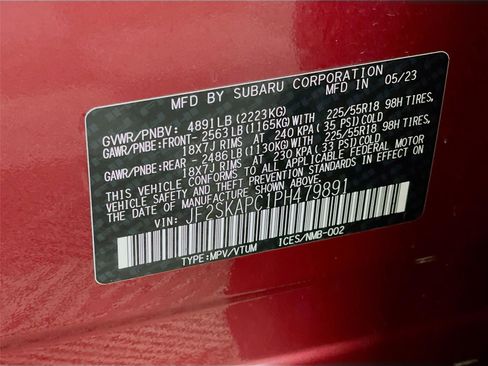 MFD BY SUBARU CORPORATION
MFD IN 05/23
GVWR/PNBV: 4891LB (2223KG)
GAWR/PNBE:FRONT- 2563LB(1165KG)WITH 225/55R18 98H TIRES,
18X7J RIMS, AT 240 KPA( 35 PSI)COLD.
GAWR/PNBE:REAR - 2486LB(1130KG)WITH 225/55R18 98H TIRES,
18X7J RIMS, AT 230 KPA( 33 PSI)COLD.
THIS VEHICLE CONFORMS TO ALL APPLICABLE FEDERAL MOTOR
VEHICLE SAFETY STANDARDS IN EFFECT ON THE DATE OF
MANUFACTURE SHOWN ABOVE.
VIN: JF2SKAPC1PH479891
TYPE:MPV/VTUM ICES/NMB-002